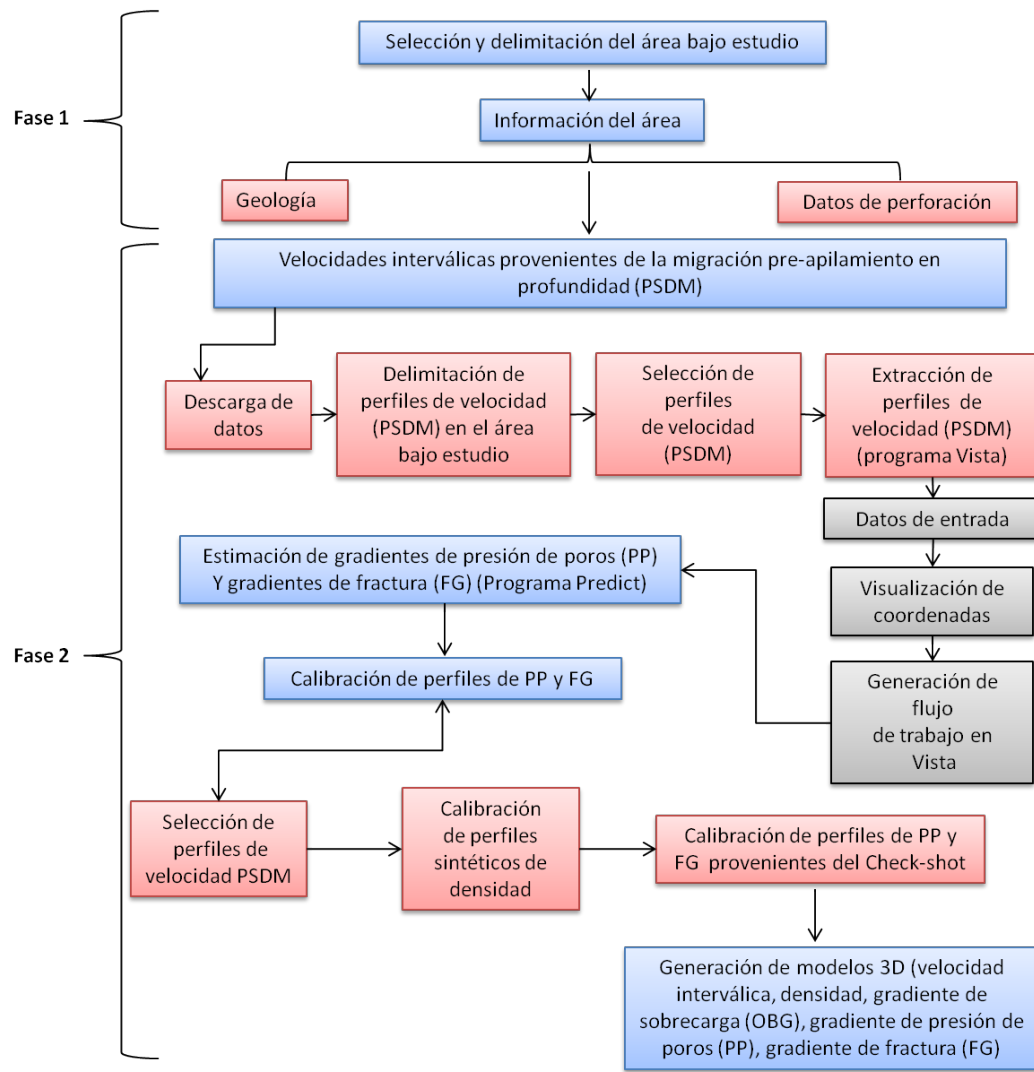 Selección y delimitación del área bajo estudio
Fase 1
Información del área
Geología
Datos de perforación
Velocidades interválicas provenientes de la migración pre-apilamiento en
profundidad (PSDM)
Descarga de
datos
Delimitación de
perfiles de velocidad
(PSDM) en el área
bajo estudio
Selección de
perfiles
de velocidad
(PSDM)
Extracción de
perfiles de
velocidad (PSDM)
(programa Vista)
Datos de entrada
Visualización de
coordenadas
Generación de
flujo
de trabajo en
Vista
Estimación de gradientes de presión de poros (PP)
Y gradientes de fractura (FG) (Programa Predict)
Fase 2
Calibración de perfiles de PP y FG
Selección de
perfiles de
velocidad PSDM
Calibración
de perfiles
sintéticos de
densidad
Calibración de perfiles de PP y
FG provenientes del Check-shot
Generación de modelos 3D (velocidad
interválica, densidad, gradiente de
sobrecarga (OBG), gradiente de presión de
poros (PP), gradiente de fractura (FG)